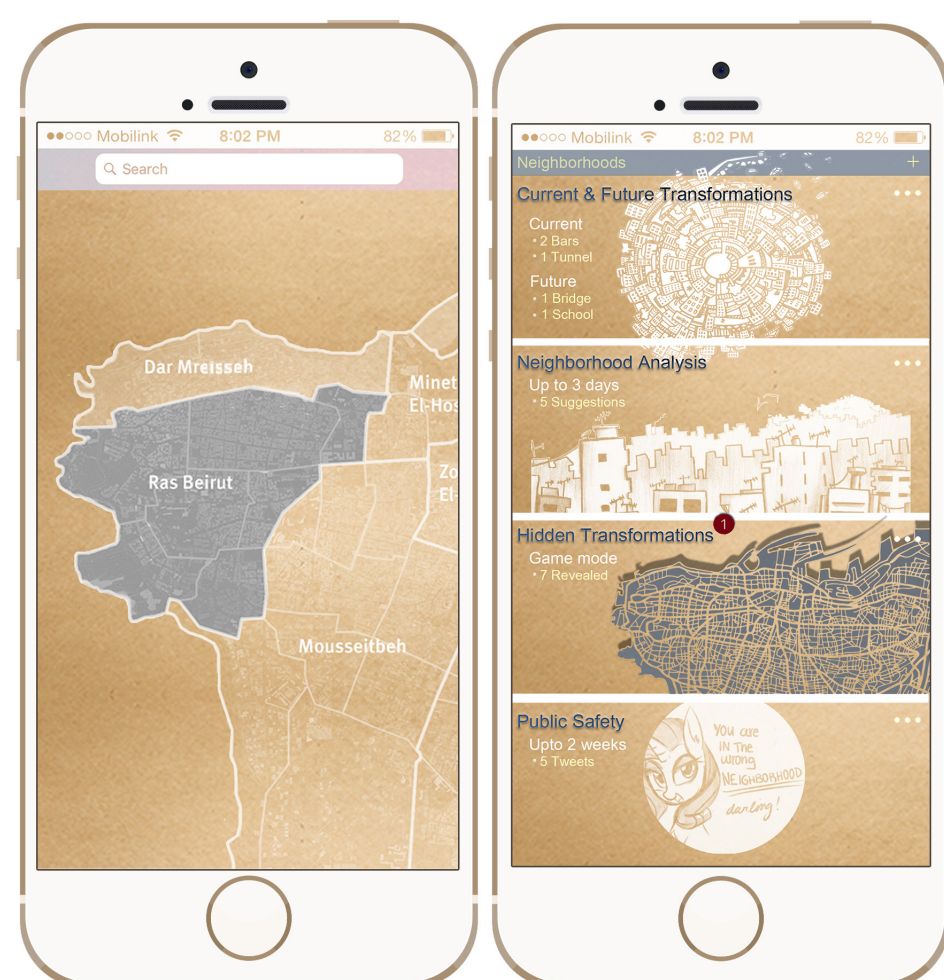 Mobilink 8:02 PM 82%
Search
Dar Mreisseh
Minet
El-Hos
Ras Beirut
Zo
El-
Mousseitbeh
Mobilink 8:02 PM 82%
Neighborhoods +
Current & Future Transformations
Current
• 2 Bars
• 1 Tunnel
Future
• 1 Bridge
• 1 School
Neighborhood Analysis
Up to 3 days
• 5 Suggestions
1
Hidden Transformations
Game mode
• 7 Revealed
Public Safety
Upto 2 weeks
• 5 Tweets
You are
IN The
wrong
NEIGHBORHOOD
darling!